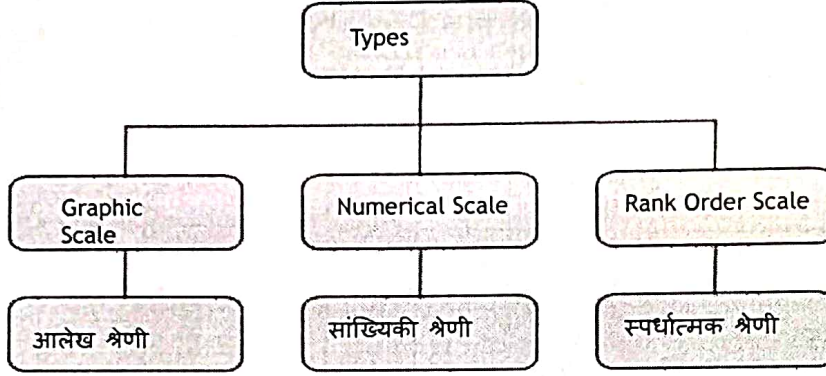 Types
Graphic
Scale
Numerical Scale
Rank Order Scale
आलेख श्रेणी
सांख्यिकी श्रेणी
स्पर्धात्मक श्रेणी